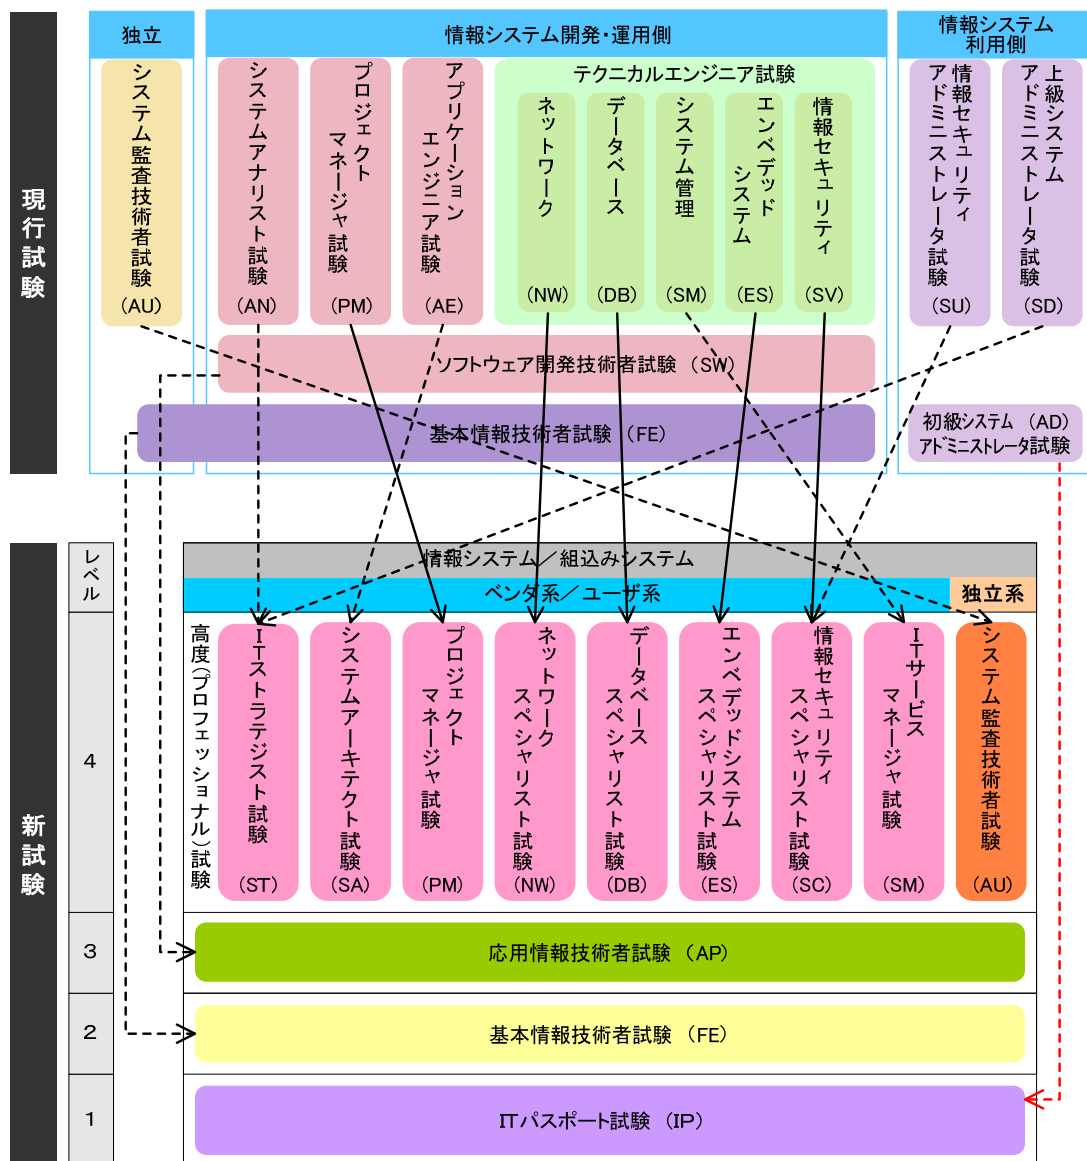 現行試験
独立
システム監査技術者試験
（AU）
情報システム開発・運用側
システムアナリスト試験
（AN）
プロジェクト
マネージャ試験
（PM）
アプリケーション
エンジニア試験
（AE）
テクニカルエンジニア試験
ネットワーク
（NW）
データベース
（DB）
システム管理
（SM）
エンベデッド
システム
（ES）
情報セキュリティ
（SV）
情報システム
利用側
情報セキュリティ
アドミニストレータ試験
（SU）
上級システム
アドミニストレータ試験
（SD）
ソフトウェア開発技術者試験（SW）
基本情報技術者試験（FE）
初級システム（AD）
アドミニストレータ試験
新試験
レベル
情報システム／組込みシステム
ベンダ系／ユーザ系
独立系
4
高度（プロフェッショナル）試験
ITストラテジスト試験
（ST）
システムアーキテクト試験
（SA）
プロジェクト
マネージャ試験
（PM）
ネットワーク
スペシャリスト試験
（NW）
データベース
スペシャリスト試験
（DB）
エンベデッドシステム
スペシャリスト試験
（ES）
情報セキュリティ
スペシャリスト試験
（SC）
ITサービス
マネージャ試験
（SM）
システム監査技術者試験
（AU）
3
応用情報技術者試験（AP）
2
基本情報技術者試験（FE）
1
ITパスポート試験（IP）